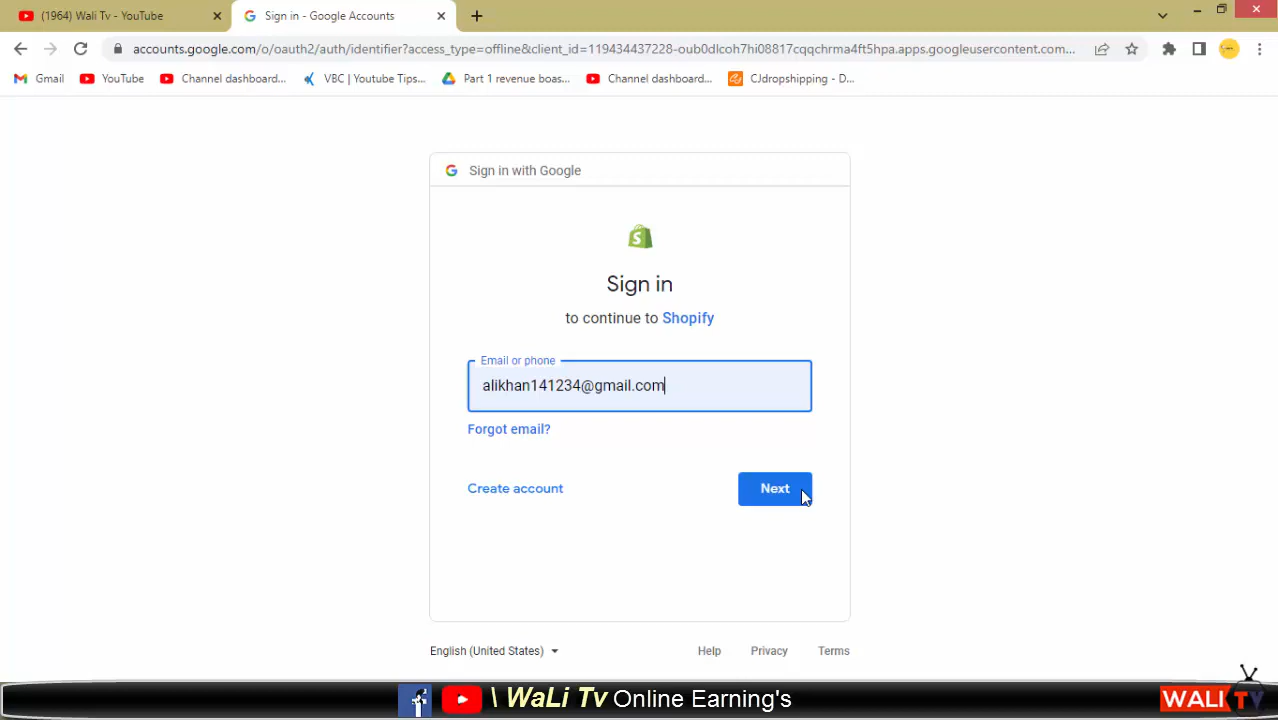 (1964) Wali Tv - YouTube
Sign in - Google Accounts
accounts.google.com/o/oauth2/auth/identifier?access_type=offline&client_id=119434437228-oub0dlcoh7hi08817cqqchrma4ft5hpa.apps.googleusercontent.com...
Gmail
YouTube
Channel dashboard...
VBC | Youtube Tips...
Part 1 revenue boas...
Channel dashboard...
CJdropshipping - D...
Sign in with Google
Sign in
to continue to Shopify
Email or phone
alikhan141234@gmail.com
Forgot email?
Create account
Next
English (United States)
Help
Privacy
Terms
\ WaLi Tv Online Earning's
WALI TV